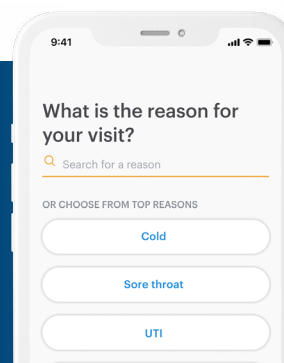 9:41
What is the reason for
your visit?
Search for a reason
OR CHOOSE FROM TOP REASONS
Cold
Sore throat
UTI